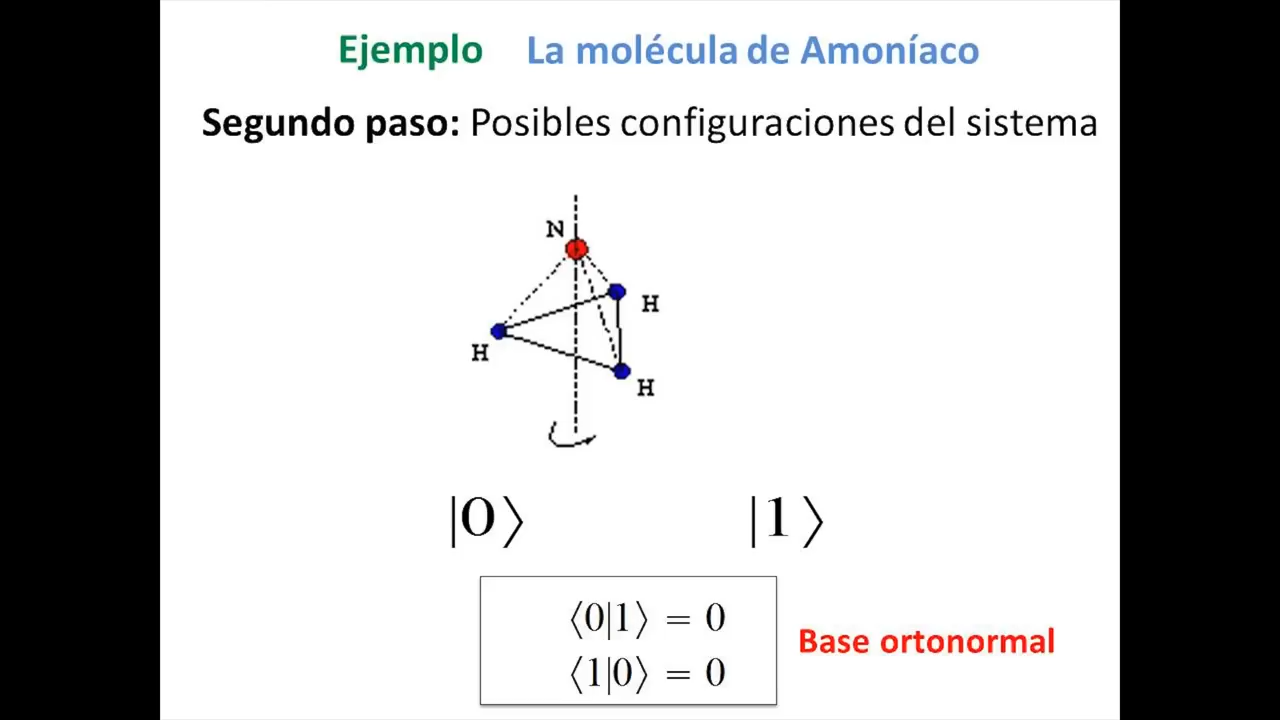 Ejemplo La molécula de Amoníaco
Segundo paso: Posibles configuraciones del sistema
N
H
H
H
|0⟩ |1⟩
⟨0|1⟩ = 0
⟨1|0⟩ = 0
Base ortonormal